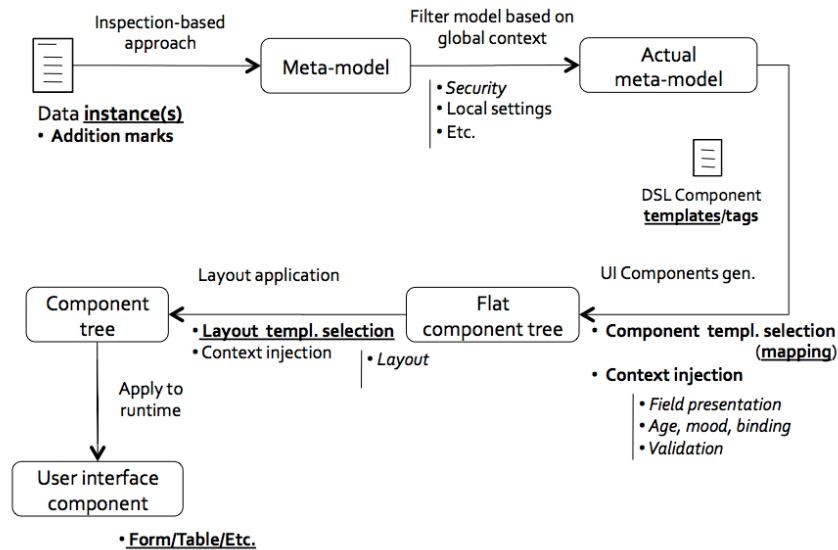 Inspection-based
approach
Filter model based on
global context
Meta-model
Actual
meta-model
Data instance(s)
• Addition marks
• Security
• Local settings
• Etc.
DSL Component
templates/tags
Layout application
UI Components gen.
Component
tree
Flat
component tree
• Layout templ. selection
• Context injection
• Layout
• Component templ. selection
(mapping)
• Context injection
• Field presentation
• Age, mood, binding
• Validation
Apply to
runtime
User interface
component
• Form/Table/Etc.